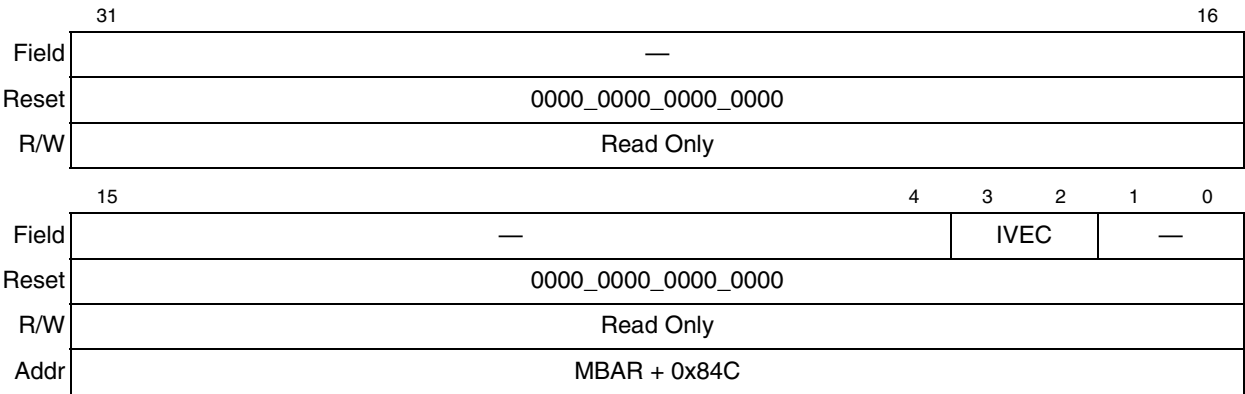 31 16
Field —
Reset 0000_0000_0000_0000
R/W Read Only
15 4 3 2 1 0
Field — IVEC —
Reset 0000_0000_0000_0000
R/W Read Only
Addr MBAR + 0x84C